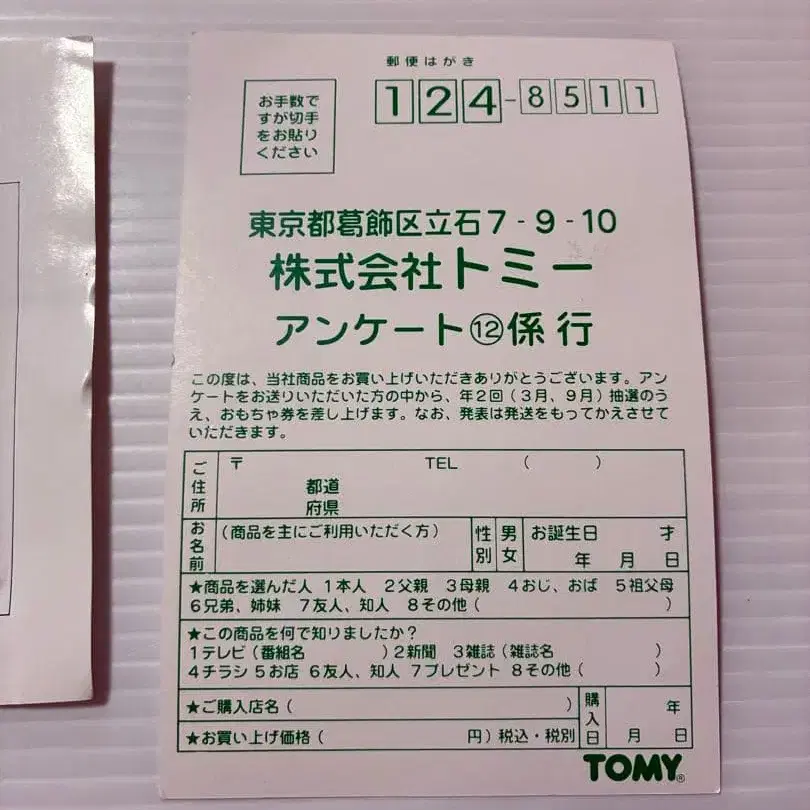 郵便はがき
124-8511
お手数で
すが切手
をお貼り
ください
東京都葛飾区立石7-9-10
株式会社トミー
アンケート⑫係 行
この度は、当社商品をお買い上げいただきありがとうございます。アン
ケートをお送りいただいた方の中から、年2回(3月、9月)抽選のう
え、おもちゃ券を差し上げます。なお、発表は発送をもってかえさせて
いただきます。
ご住所
〒 TEL ( )
都道
府県
お名前
(商品を主にご利用いただく方)
性別
男
女
お誕生日 才
年 月 日
★商品を選んだ人 1本人 2父親 3母親 4おじ、おば 5祖父母
6兄弟、姉妹 7友人、知人 8その他( )
★この商品を何で知りましたか?
1テレビ(番組名 )2新聞 3雑誌(雑誌名 )
4チラシ 5お店 6友人、知人 7プレゼント 8その他( )
★ご購入店名( )
購入日
年
月 日
★お買い上げ価格( 円)税込・税別
TOMY®